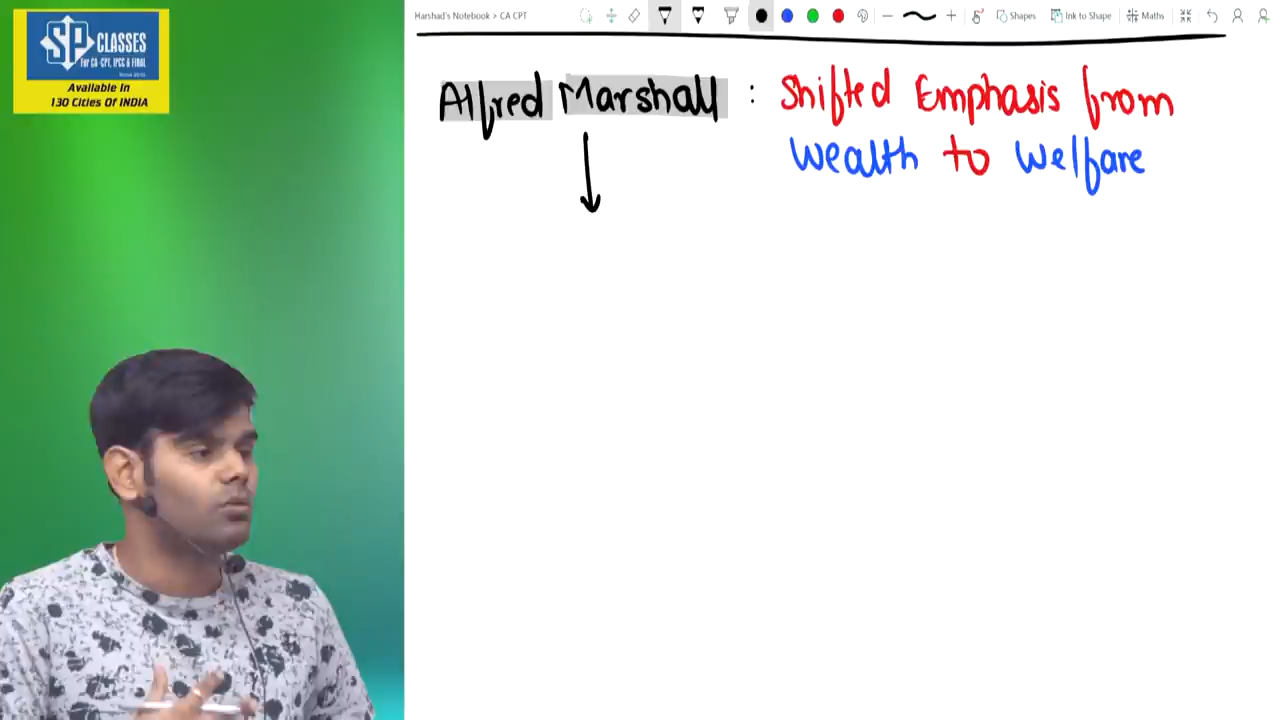 SP CLASSES
For CA-CPT, IPCC & FINAL
Available In
130 Cities Of INDIA
Harshad's Notebook > CA CPT
Shapes
Ink to Shape
Maths
Alfred Marshall : Shifted Emphasis from
Wealth to Welfare